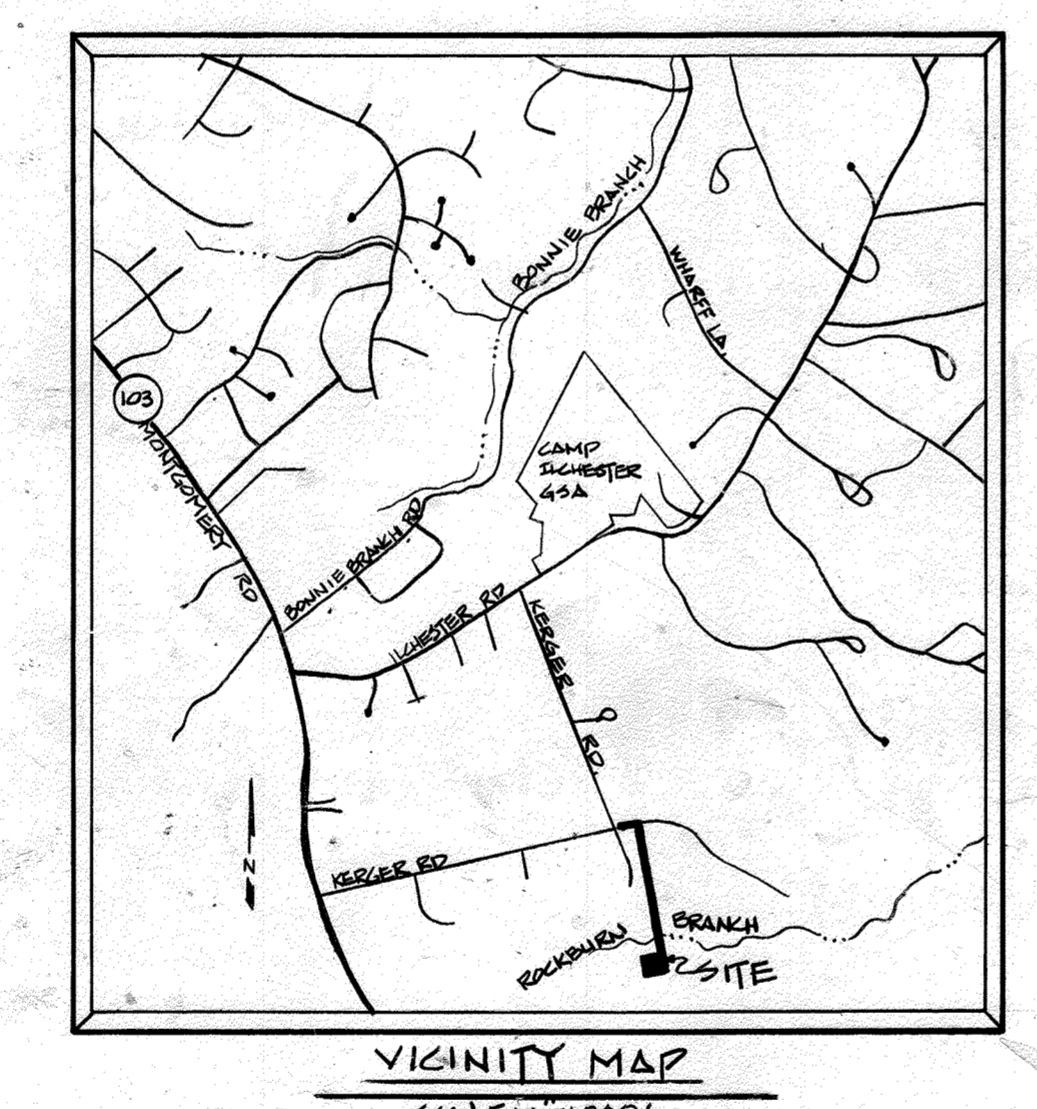 BONNIE BRANCH
WHARFF LA.
103
MONTGOMERY RD
CAMP
ILCHESTER
GSA
BONNIE BRANCH RD
ILCHESTER RD
KERGER RD.
N
KERGER RD
ROCKBURN BRANCH
SITE
VICINITY MAP